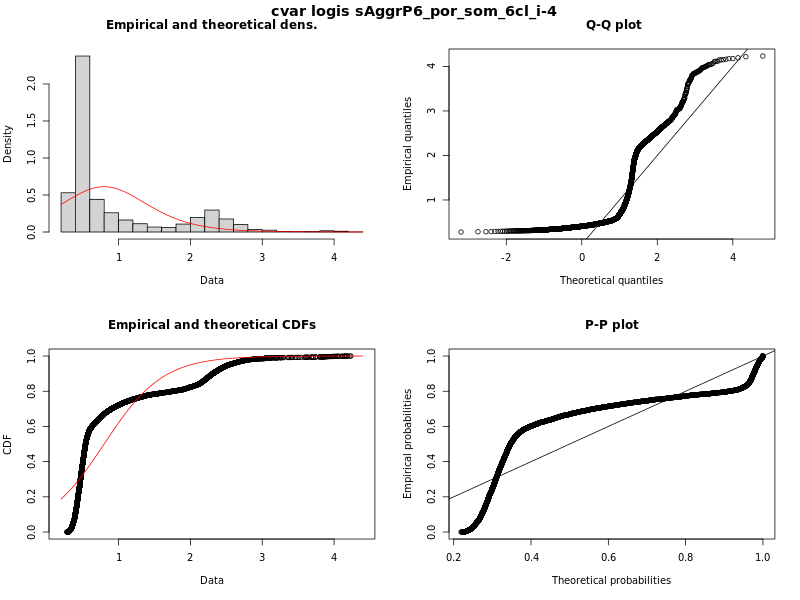 cvar logis sAggrP6_por_som_6cl_i-4
Empirical and theoretical dens.
Density
0.0 0.5 1.0 1.5 2.0
1 2 3 4
Data
Q-Q plot
Empirical quantiles
1 2 3 4
-2 0 2 4
Theoretical quantiles
Empirical and theoretical CDFs
CDF
0.0 0.2 0.4 0.6 0.8 1.0
1 2 3 4
Data
P-P plot
Empirical probabilities
0.0 0.2 0.4 0.6 0.8 1.0
0.2 0.4 0.6 0.8 1.0
Theoretical probabilities